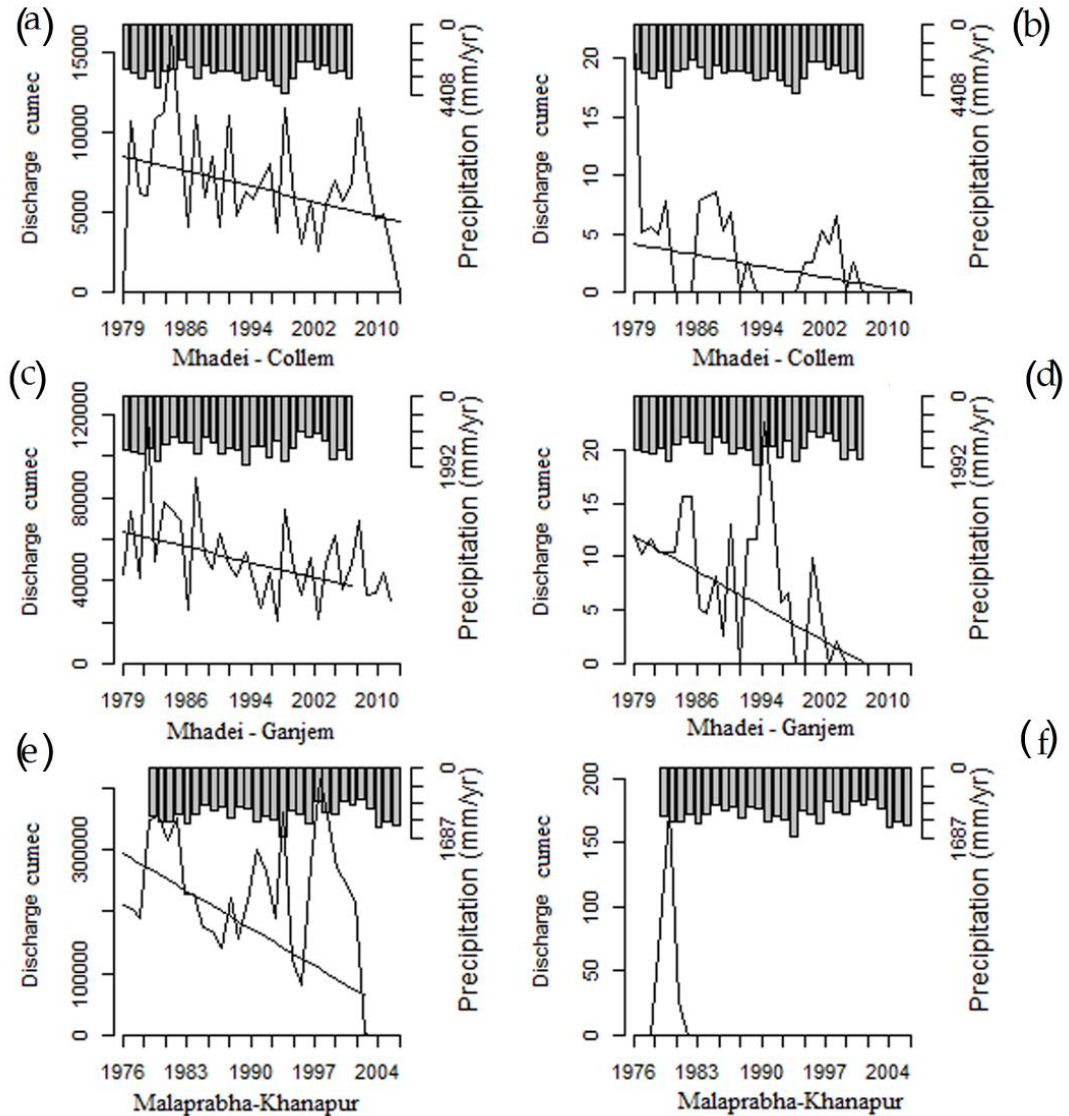 (a)
15000
10000
5000
0
Discharge cumec
0
4408
Precipitation (mm/yr)
1979 1986 1994 2002 2010
Mhadei - Collem
(b)
20
15
10
5
0
Discharge cumec
0
4408
Precipitation (mm/yr)
1979 1986 1994 2002 2010
Mhadei - Collem
(c)
120000
80000
40000
0
Discharge cumec
0
1992
Precipitation (mm/yr)
1979 1986 1994 2002 2010
Mhadei - Ganjem
(d)
20
15
10
5
0
Discharge cumec
0
1992
Precipitation (mm/yr)
1979 1986 1994 2002 2010
Mhadei - Ganjem
(e)
300000
100000
0
Discharge cumec
0
1687
Precipitation (mm/yr)
1976 1983 1990 1997 2004
Malaprabha-Khanapur
(f)
200
150
100
50
0
Discharge cumec
0
1687
Precipitation (mm/yr)
1976 1983 1990 1997 2004
Malaprabha-Khanapur